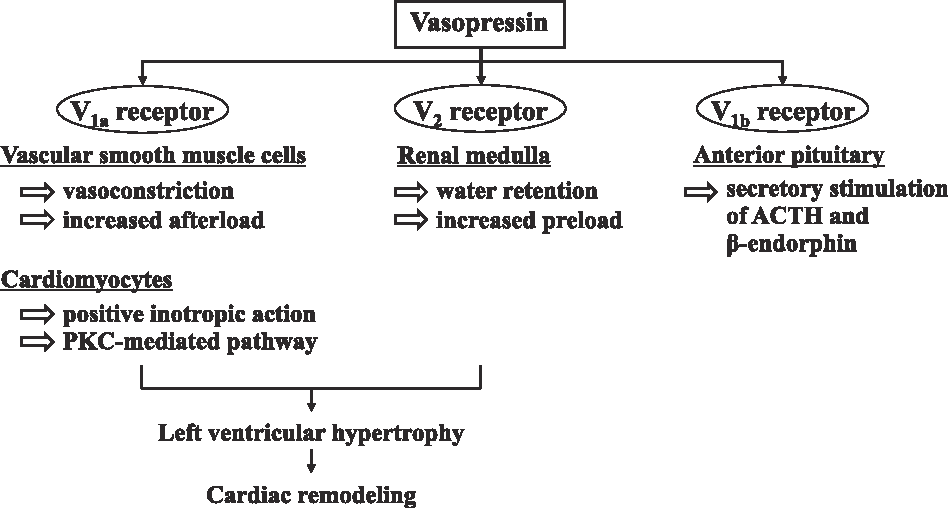 Vasopressin
V1a receptor
V2 receptor
V1b receptor
Vascular smooth muscle cells
vasoconstriction
increased afterload
Cardiomyocytes
positive inotropic action
PKC-mediated pathway
Renal medulla
water retention
increased preload
Anterior pituitary
secretory stimulation
of ACTH and
β-endorphin
Left ventricular hypertrophy
Cardiac remodeling